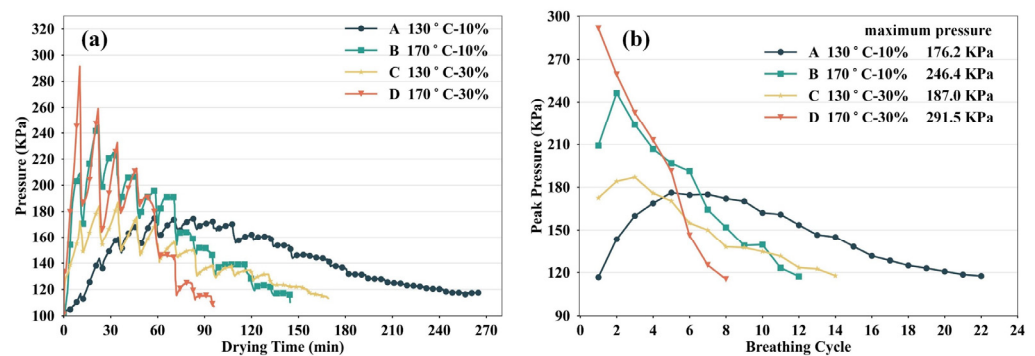 (a)
A 130°C-10%
B 170°C-10%
C 130°C-30%
D 170°C-30%
Pressure (KPa)
320
300
280
260
240
220
200
180
160
140
120
100
0 30 60 90 120 150 180 210 240 270
Drying Time (min)
(b)
maximum pressure
A 130°C-10% 176.2 KPa
B 170°C-10% 246.4 KPa
C 130°C-30% 187.0 KPa
D 170°C-30% 291.5 KPa
Peak Pressure (KPa)
300
270
240
210
180
150
120
90
0 2 4 6 8 10 12 14 16 18 20 22 24
Breathing Cycle